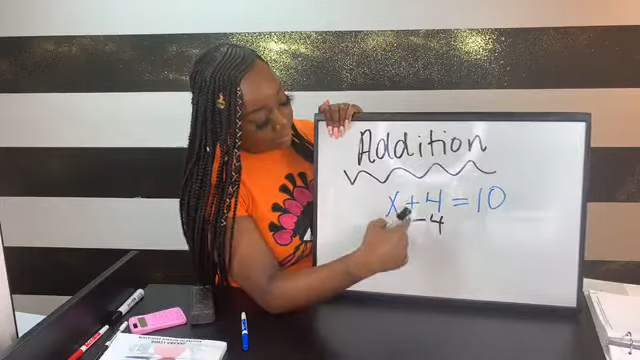 Addition
x + 4 = 10
- 4